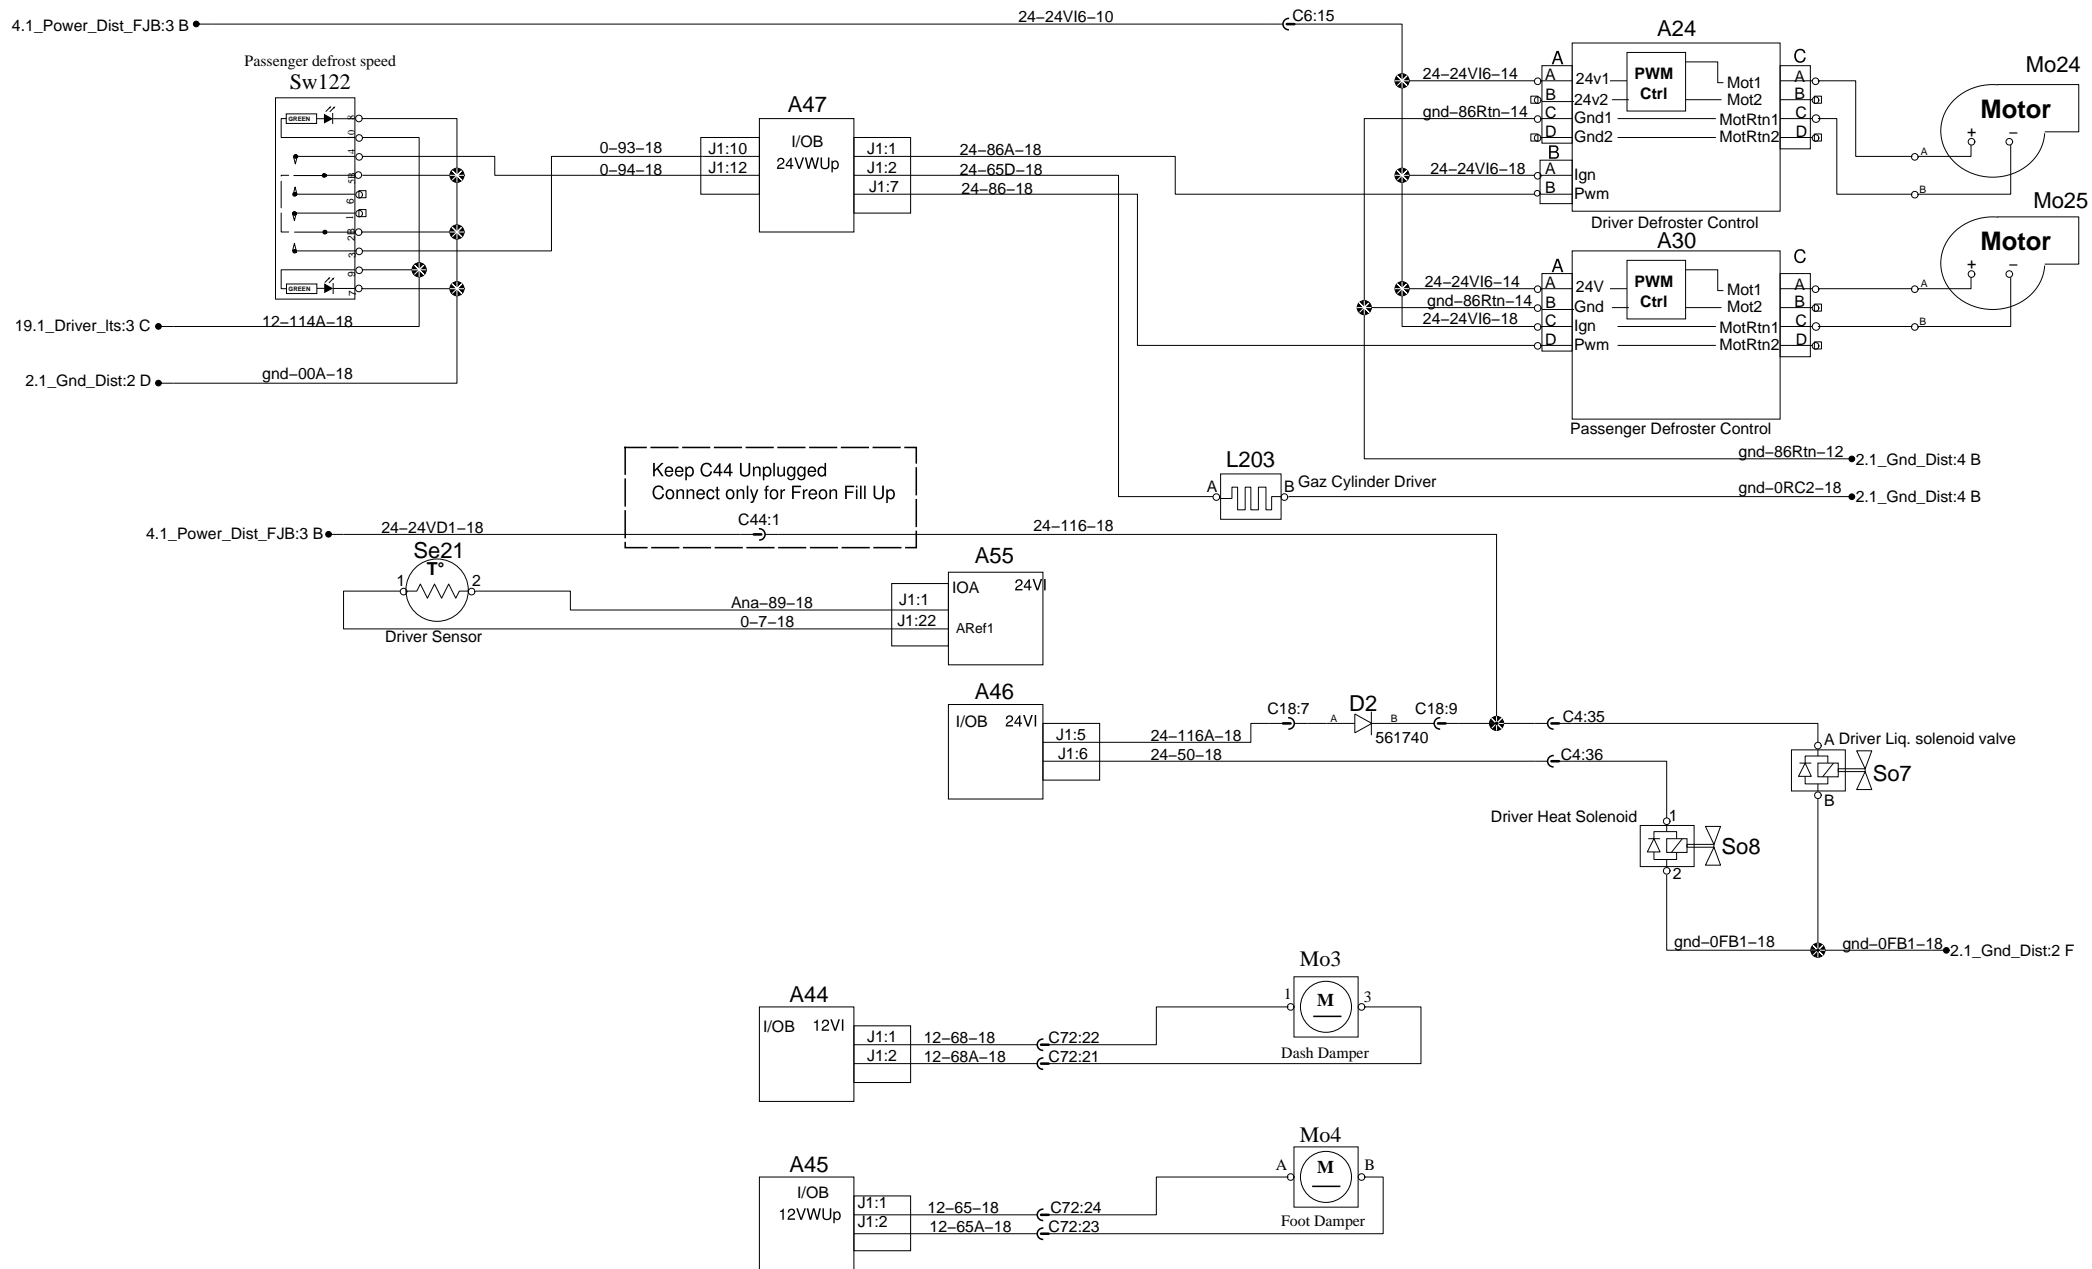 4.1_Power_Dist_FJB:3 B
24-24VI6-10
C6:15
Passenger defrost speed
Sw122
GREEN
8
0
4
5B
6
1
2B
3
9
7
GREEN
19.1_Driver_lts:3 C
12-114A-18
2.1_Gnd_Dist:2 D
gnd-00A-18
0-93-18
0-94-18
A47
I/OB
24VWUp
J1:10
J1:12
J1:1
J1:2
J1:7
24-86A-18
24-65D-18
24-86-18
A24
24-24VI6-14
gnd-86Rtn-14
24-24VI6-18
A
A
B
C
D
B
A
B
24v1
24v2
Gnd1
Gnd2
Ign
Pwm
PWM
Ctrl
Mot1
Mot2
MotRtn1
MotRtn2
C
A
B
C
D
Driver Defroster Control
Mo24
Motor
+ −
A
B
A30
24-24VI6-14
gnd-86Rtn-14
24-24VI6-18
A
A
B
C
D
24V
Gnd
Ign
Pwm
PWM
Ctrl
Mot1
Mot2
MotRtn1
MotRtn2
C
A
B
C
D
Passenger Defroster Control
Mo25
Motor
+ −
A
B
gnd-86Rtn-12
2.1_Gnd_Dist:4 B
L203
A
B
Gaz Cylinder Driver
gnd-0RC2-18
2.1_Gnd_Dist:4 B
Keep C44 Unplugged
Connect only for Freon Fill Up
4.1_Power_Dist_FJB:3 B
24-24VD1-18
C44:1
24-116-18
Se21
T°
1
2
Driver Sensor
Ana-89-18
0-7-18
A55
IOA 24VI
J1:1
J1:22
ARef1
A46
I/OB 24VI
J1:5
J1:6
24-116A-18
24-50-18
C18:7
A
D2
B
561740
C18:9
C4:35
C4:36
A
Driver Liq. solenoid valve
So7
B
Driver Heat Solenoid
1
So8
2
gnd-0FB1-18
gnd-0FB1-18
2.1_Gnd_Dist:2 F
A44
I/OB 12VI
J1:1
J1:2
12-68-18
12-68A-18
C72:22
C72:21
Mo3
1
M
3
Dash Damper
A45
I/OB
12VWUp
J1:1
J1:2
12-65-18
12-65A-18
C72:24
C72:23
Mo4
A
M
B
Foot Damper